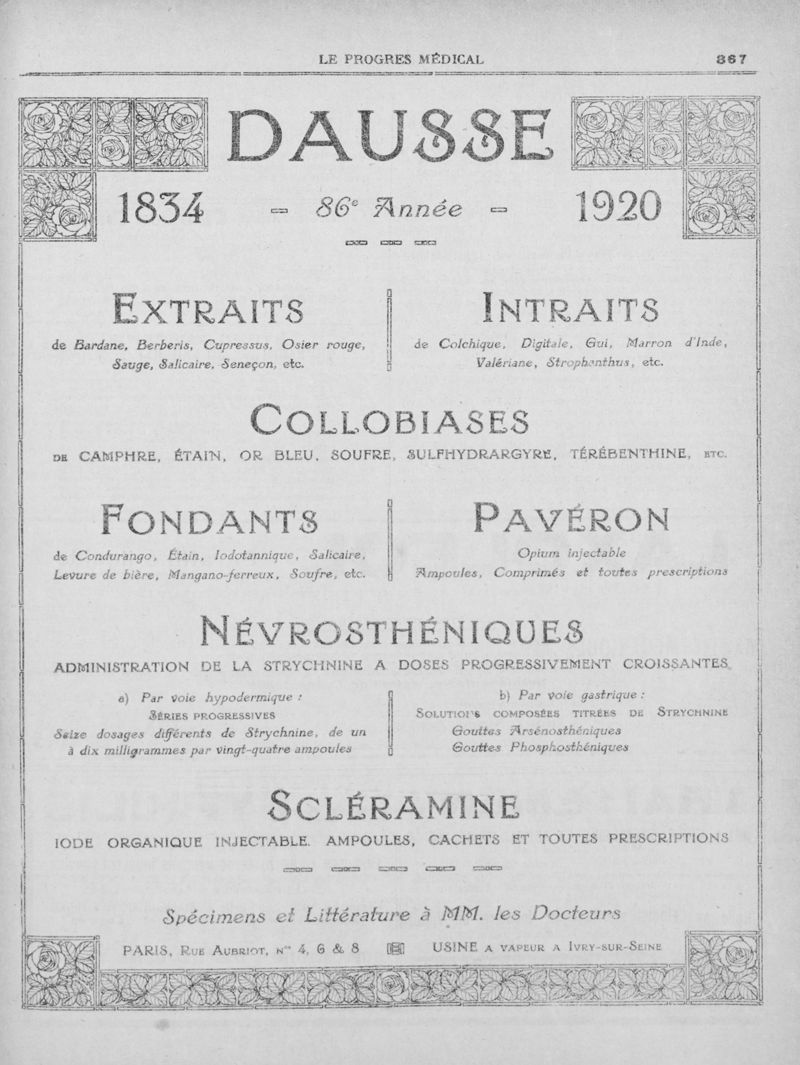 LE PROGRES MÉDICAL 867
DAUSSE
1834 - 86e Année - 1920
EXTRAITS
de Bardane, Berberis, Cupressus, Osier rouge,
Sauge, Salicaire, Seneçon, etc.
INTRAITS
de Colchique, Digitale, Gui, Marron d'Inde,
Valériane, Strophanthus, etc.
COLLOBIASES
DE CAMPHRE, ÉTAIN, OR BLEU, SOUFRE, SULFHYDRARGYRE, TÉRÉBENTHINE, ETC.
FONDANTS
de Condurango, Étain, Iodotannique, Salicaire,
Levure de bière, Mangano-ferreux, Soufre, etc.
PAVÉRON
Opium injectable
Ampoules, Comprimés et toutes prescriptions
NÉVROSTHÉNIQUES
ADMINISTRATION DE LA STRYCHNINE A DOSES PROGRESSIVEMENT CROISSANTES
a) Par voie hypodermique :
SÉRIES PROGRESSIVES
Seize dosages différents de Strychnine, de un
à dix milligrammes par vingt-quatre ampoules
b) Par voie gastrique :
SOLUTIONS COMPOSÉES TITRÉES DE STRYCHNINE
Gouttes Arsénosthéniques
Gouttes Phosphosthéniques
SCLÉRAMINE
IODE ORGANIQUE INJECTABLE. AMPOULES, CACHETS ET TOUTES PRESCRIPTIONS
Spécimens et Littérature à MM. les Docteurs
PARIS, RUE AUBRIOT, Nos 4, 6 & 8 USINE A VAPEUR A IVRY-SUR-SEINE